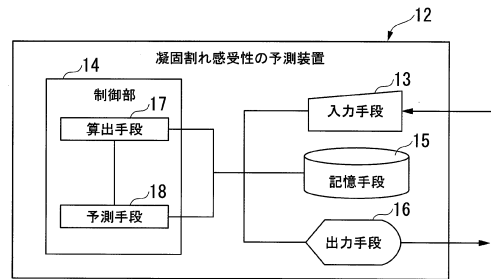 12
凝固割れ感受性の予測装置
14
制御部
17
算出手段
18
予測手段
13
入力手段
15
記憶手段
16
出力手段